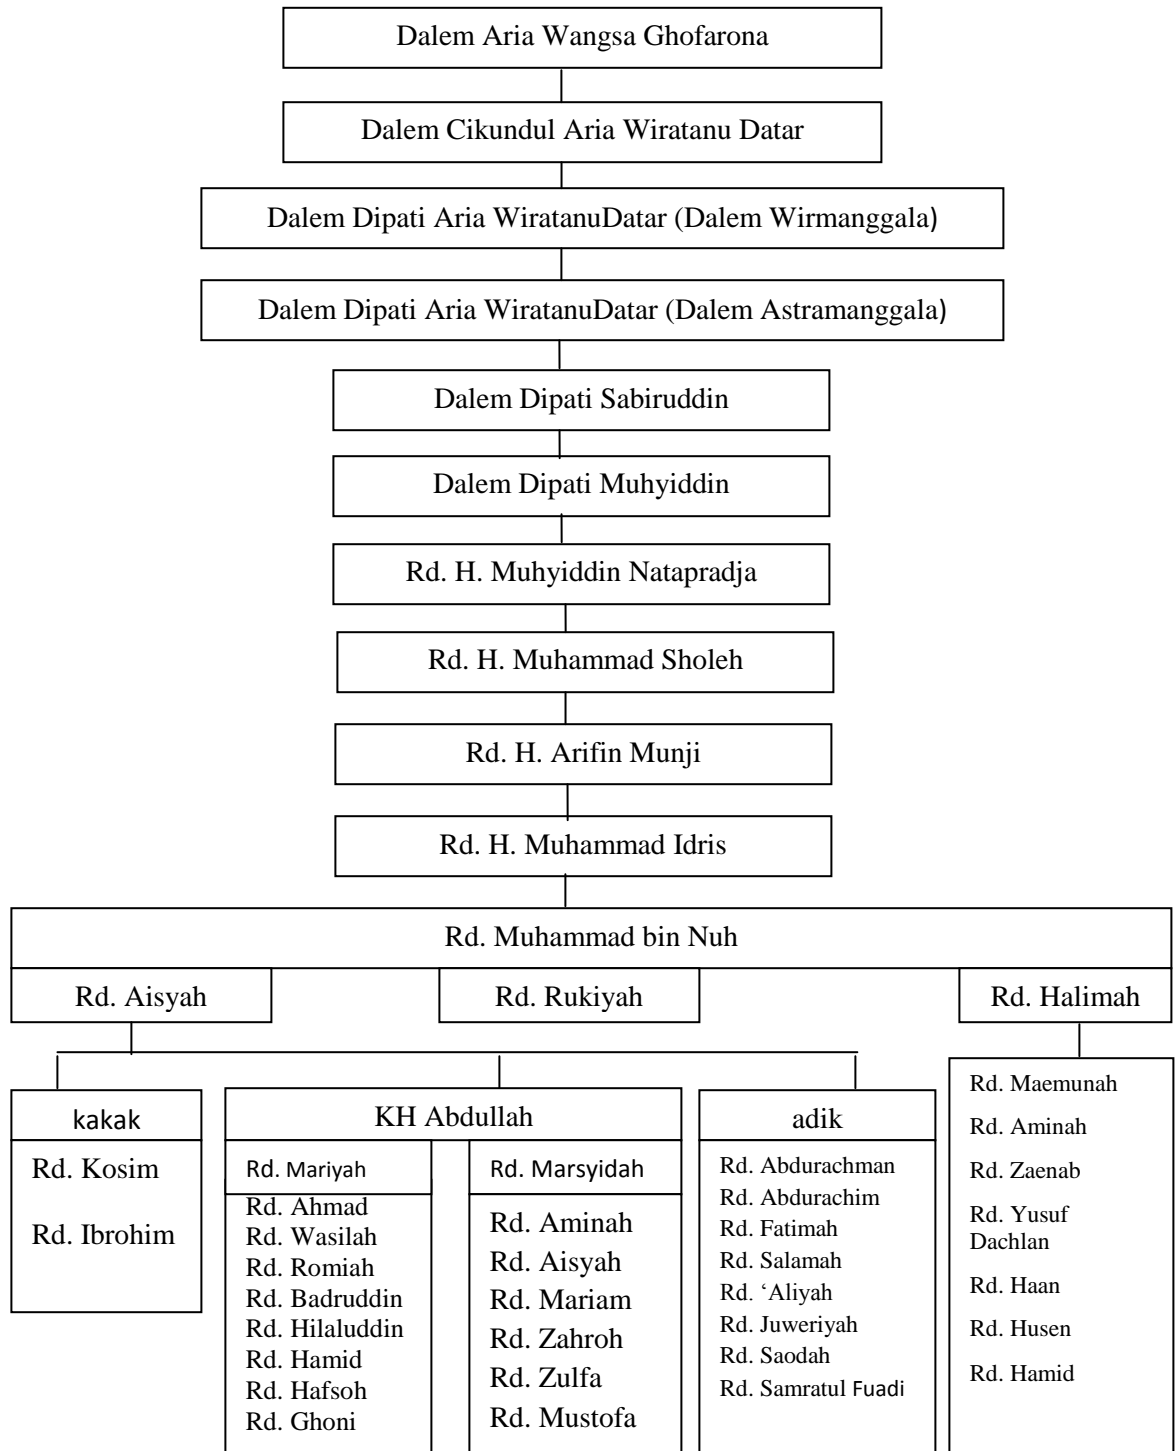 Dalem Aria Wangsa Ghofarona
Dalem Cikundul Aria Wiratanu Datar
Dalem Dipati Aria WiratanuDatar (Dalem Wirmanggala)
Dalem Dipati Aria WiratanuDatar (Dalem Astramanggala)
Dalem Dipati Sabiruddin
Dalem Dipati Muhyiddin
Rd. H. Muhyiddin Natapradja
Rd. H. Muhammad Sholeh
Rd. H. Arifin Munji
Rd. H. Muhammad Idris
Rd. Muhammad bin Nuh
Rd. Aisyah
Rd. Rukiyah
Rd. Halimah
kakak
Rd. Kosim
Rd. Ibrohim
KH Abdullah
Rd. Mariyah
Rd. Ahmad
Rd. Wasilah
Rd. Romiah
Rd. Badruddin
Rd. Hilaluddin
Rd. Hamid
Rd. Hafsoh
Rd. Ghoni
Rd. Marsyidah
Rd. Aminah
Rd. Aisyah
Rd. Mariam
Rd. Zahroh
Rd. Zulfa
Rd. Mustofa
adik
Rd. Abdurachman
Rd. Abdurachim
Rd. Fatimah
Rd. Salamah
Rd. ‘Aliyah
Rd. Juweriyah
Rd. Saodah
Rd. Samratul Fuadi
Rd. Maemunah
Rd. Aminah
Rd. Zaenab
Rd. Yusuf
Dachlan
Rd. Haan
Rd. Husen
Rd. Hamid